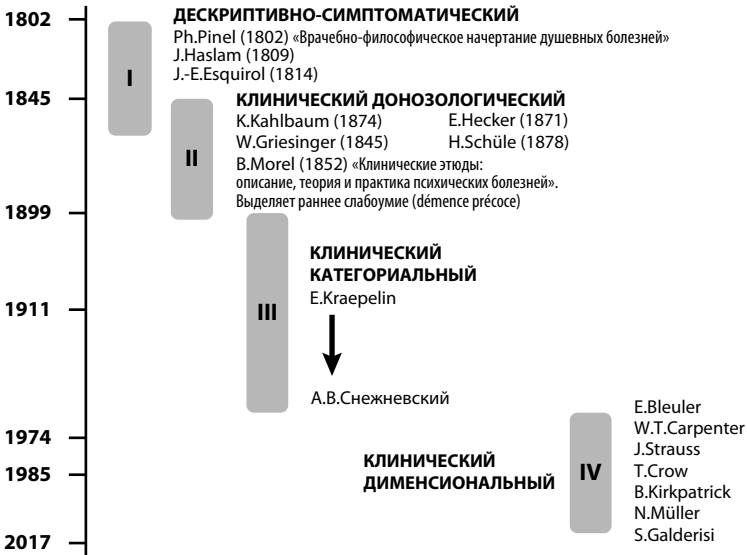 1802
ДЕСКРИПТИВНО-СИМПТОМАТИЧЕСКИЙ
Ph.Pinel (1802) «Врачебно-философическое начертание душевных болезней»
J.Haslam (1809)
J.-E.Esquirol (1814)
I
1845
КЛИНИЧЕСКИЙ ДОНОЗОЛОГИЧЕСКИЙ
K.Kahlbaum (1874) E.Hecker (1871)
W.Griesinger (1845) H.Schüle (1878)
B.Morel (1852) «Клинические этюды:
описание, теория и практика психических болезней».
Выделяет раннее слабоумие (démence précoce)
II
1899
КЛИНИЧЕСКИЙ
КАТЕГОРИАЛЬНЫЙ
E.Kraepelin
III
1911
А.В.Снежневский
1974
1985
2017
КЛИНИЧЕСКИЙ
ДИМЕНСИОНАЛЬНЫЙ
IV
E.Bleuler
W.T.Carpenter
J.Strauss
T.Crow
B.Kirkpatrick
N.Müller
S.Galderisi